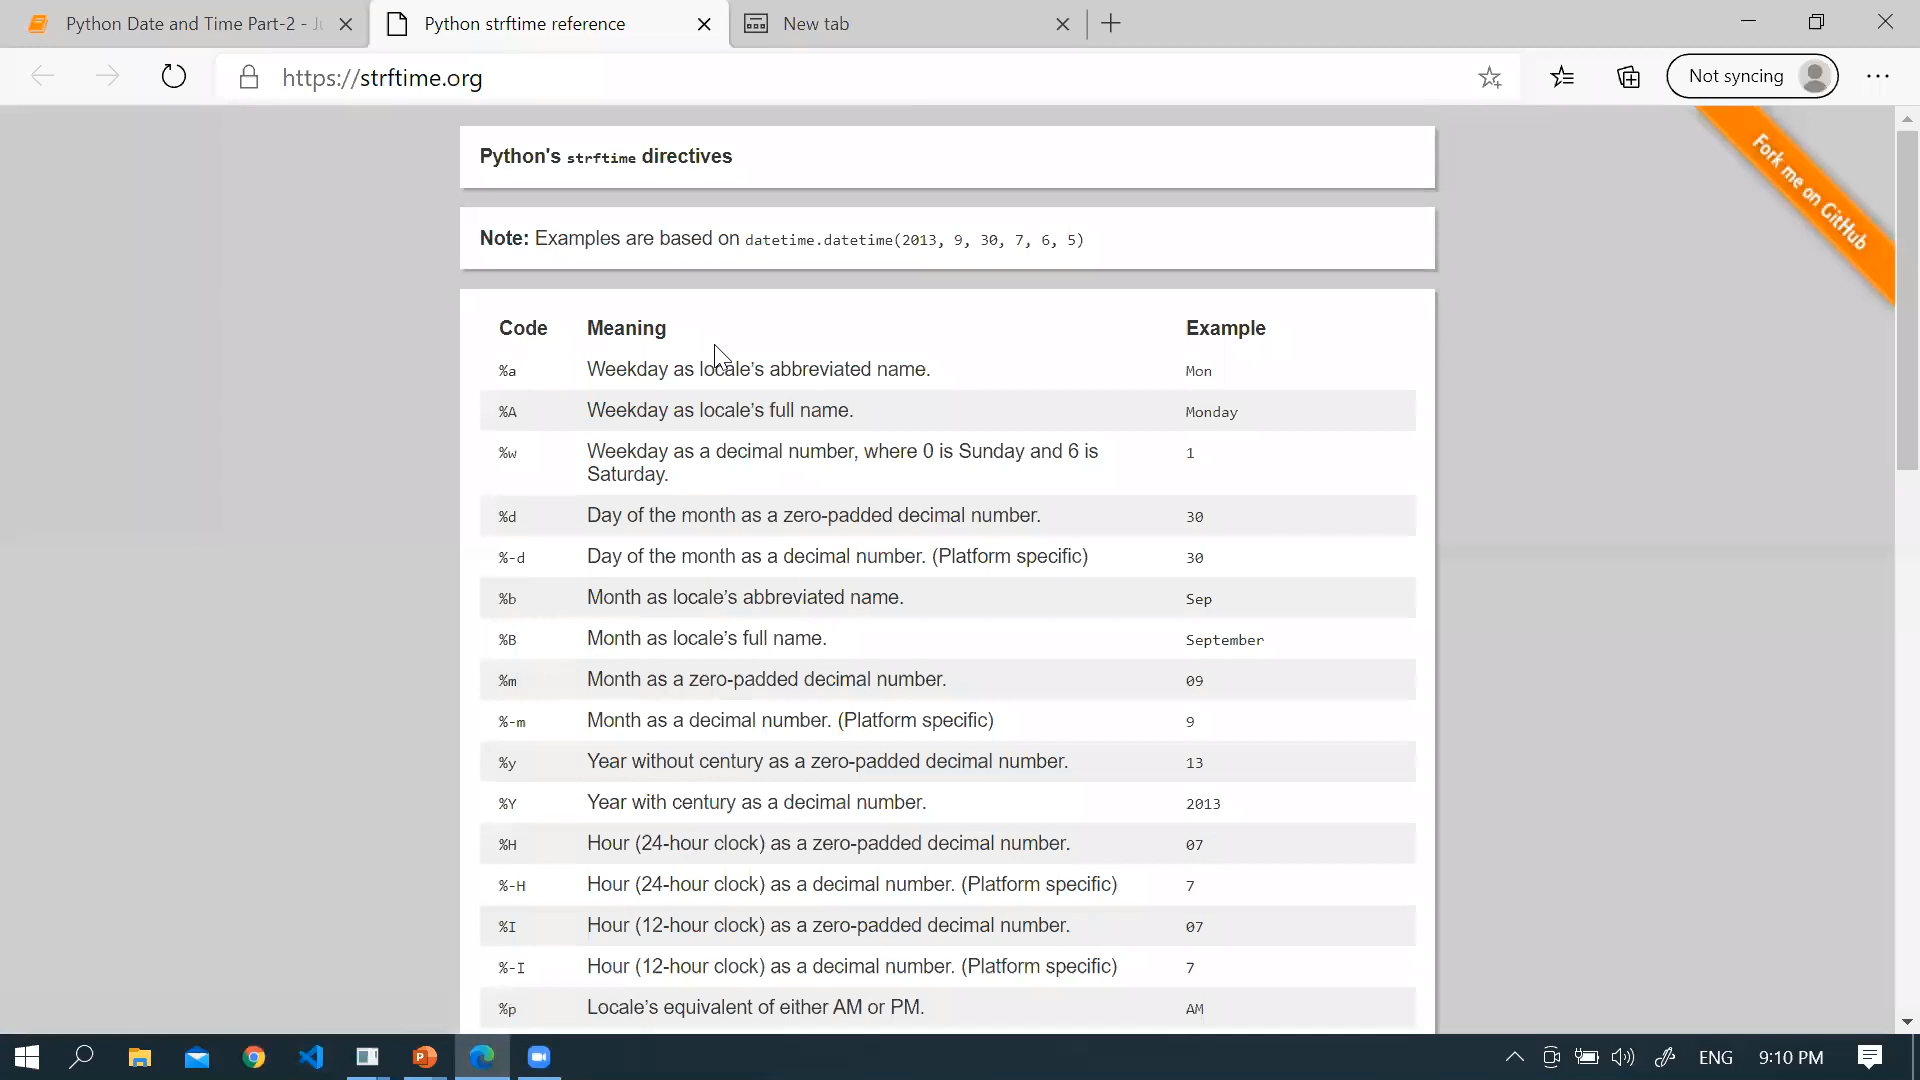 Python Date and Time Part-2 -
Python strftime reference
New tab
https://strftime.org
Not syncing
Fork me on GitHub
Python's strftime directives
Note: Examples are based on datetime.datetime(2013, 9, 30, 7, 6, 5)
Code Meaning Example
%a Weekday as locale’s abbreviated name. Mon
%A Weekday as locale’s full name. Monday
%w Weekday as a decimal number, where 0 is Sunday and 6 is 1
Saturday.
%d Day of the month as a zero-padded decimal number. 30
%-d Day of the month as a decimal number. (Platform specific) 30
%b Month as locale’s abbreviated name. Sep
%B Month as locale’s full name. September
%m Month as a zero-padded decimal number. 09
%-m Month as a decimal number. (Platform specific) 9
%y Year without century as a zero-padded decimal number. 13
%Y Year with century as a decimal number. 2013
%H Hour (24-hour clock) as a zero-padded decimal number. 07
%-H Hour (24-hour clock) as a decimal number. (Platform specific) 7
%I Hour (12-hour clock) as a zero-padded decimal number. 07
%-I Hour (12-hour clock) as a decimal number. (Platform specific) 7
%p Locale’s equivalent of either AM or PM. AM
ENG 9:10 PM